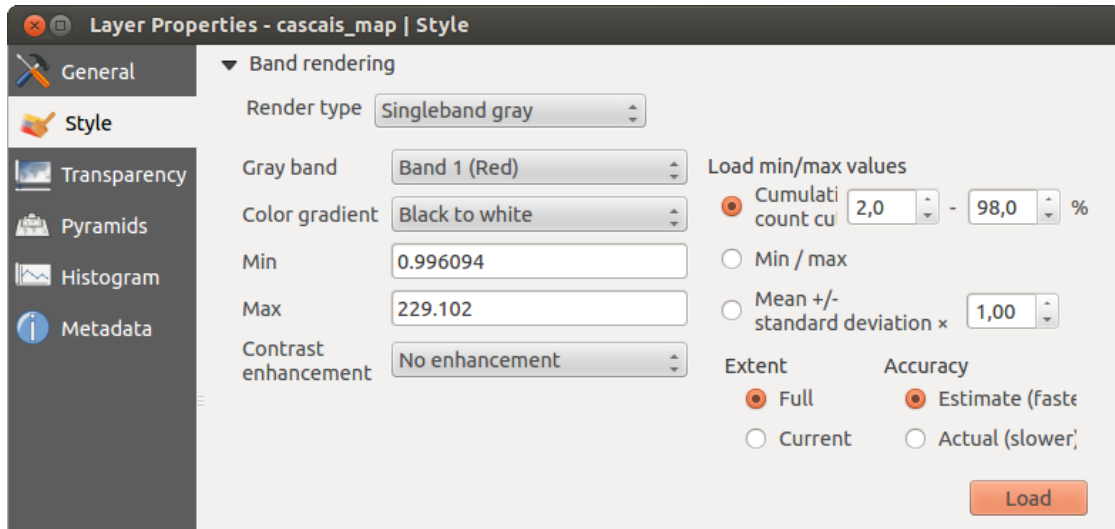 Layer Properties - cascais_map | Style
General
Style
Transparency
Pyramids
Histogram
Metadata
Band rendering
Render type Singleband gray
Gray band Band 1 (Red)
Color gradient Black to white
Min 0.996094
Max 229.102
Contrast
enhancement No enhancement
Load min/max values
Cumulati
count cu 2,0 - 98,0 %
Min / max
Mean +/-
standard deviation × 1,00
Extent Accuracy
Full Estimate (faste
Current Actual (slower)
Load